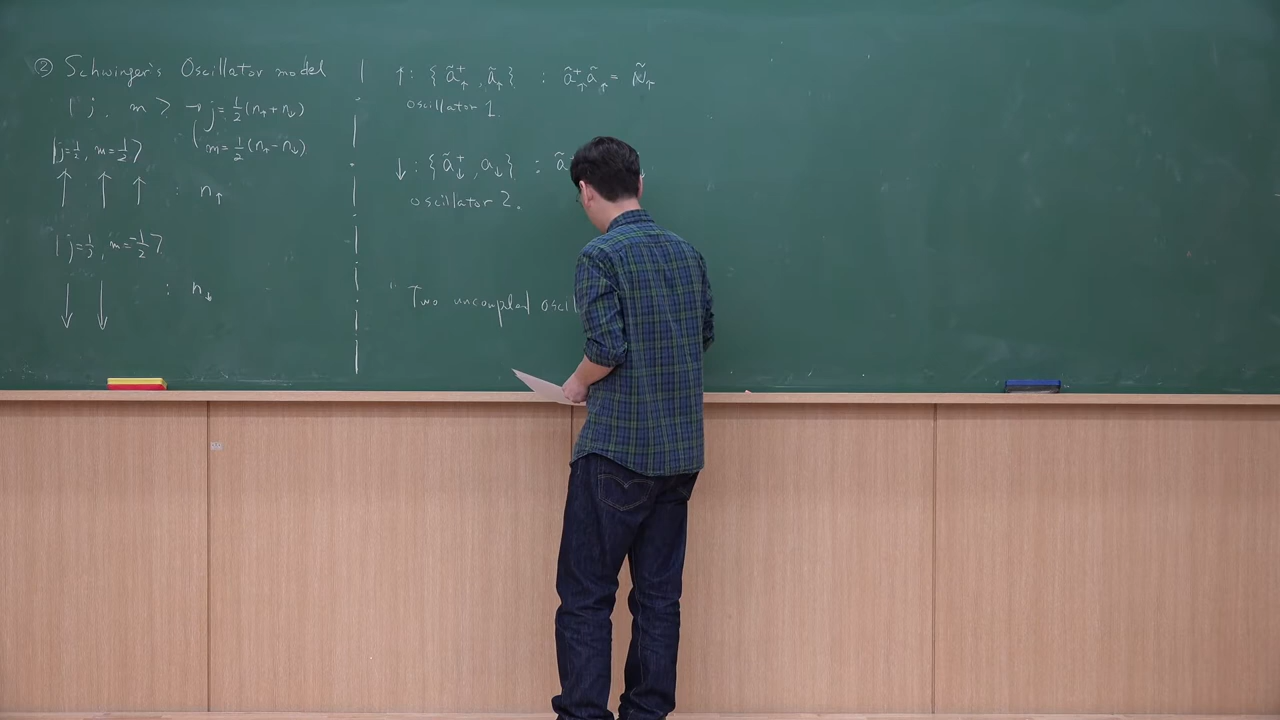 ② Schwinger's Oscillator model
| j, m > → j = 1/2 (n↑ + n↓)
m = 1/2 (n↑ - n↓)
|j=1/2, m=1/2>
↑ ↑ ↑ : n↑
|j=1/2, m=-1/2>
↓ ↓ : n↓
↑ : { ã↑†, ã↑ } : ã↑† ã↑ = Ñ↑
oscillator 1.
↓ : { ã↓†, a↓ } : ã
oscillator 2.
" Two uncoupled oscil